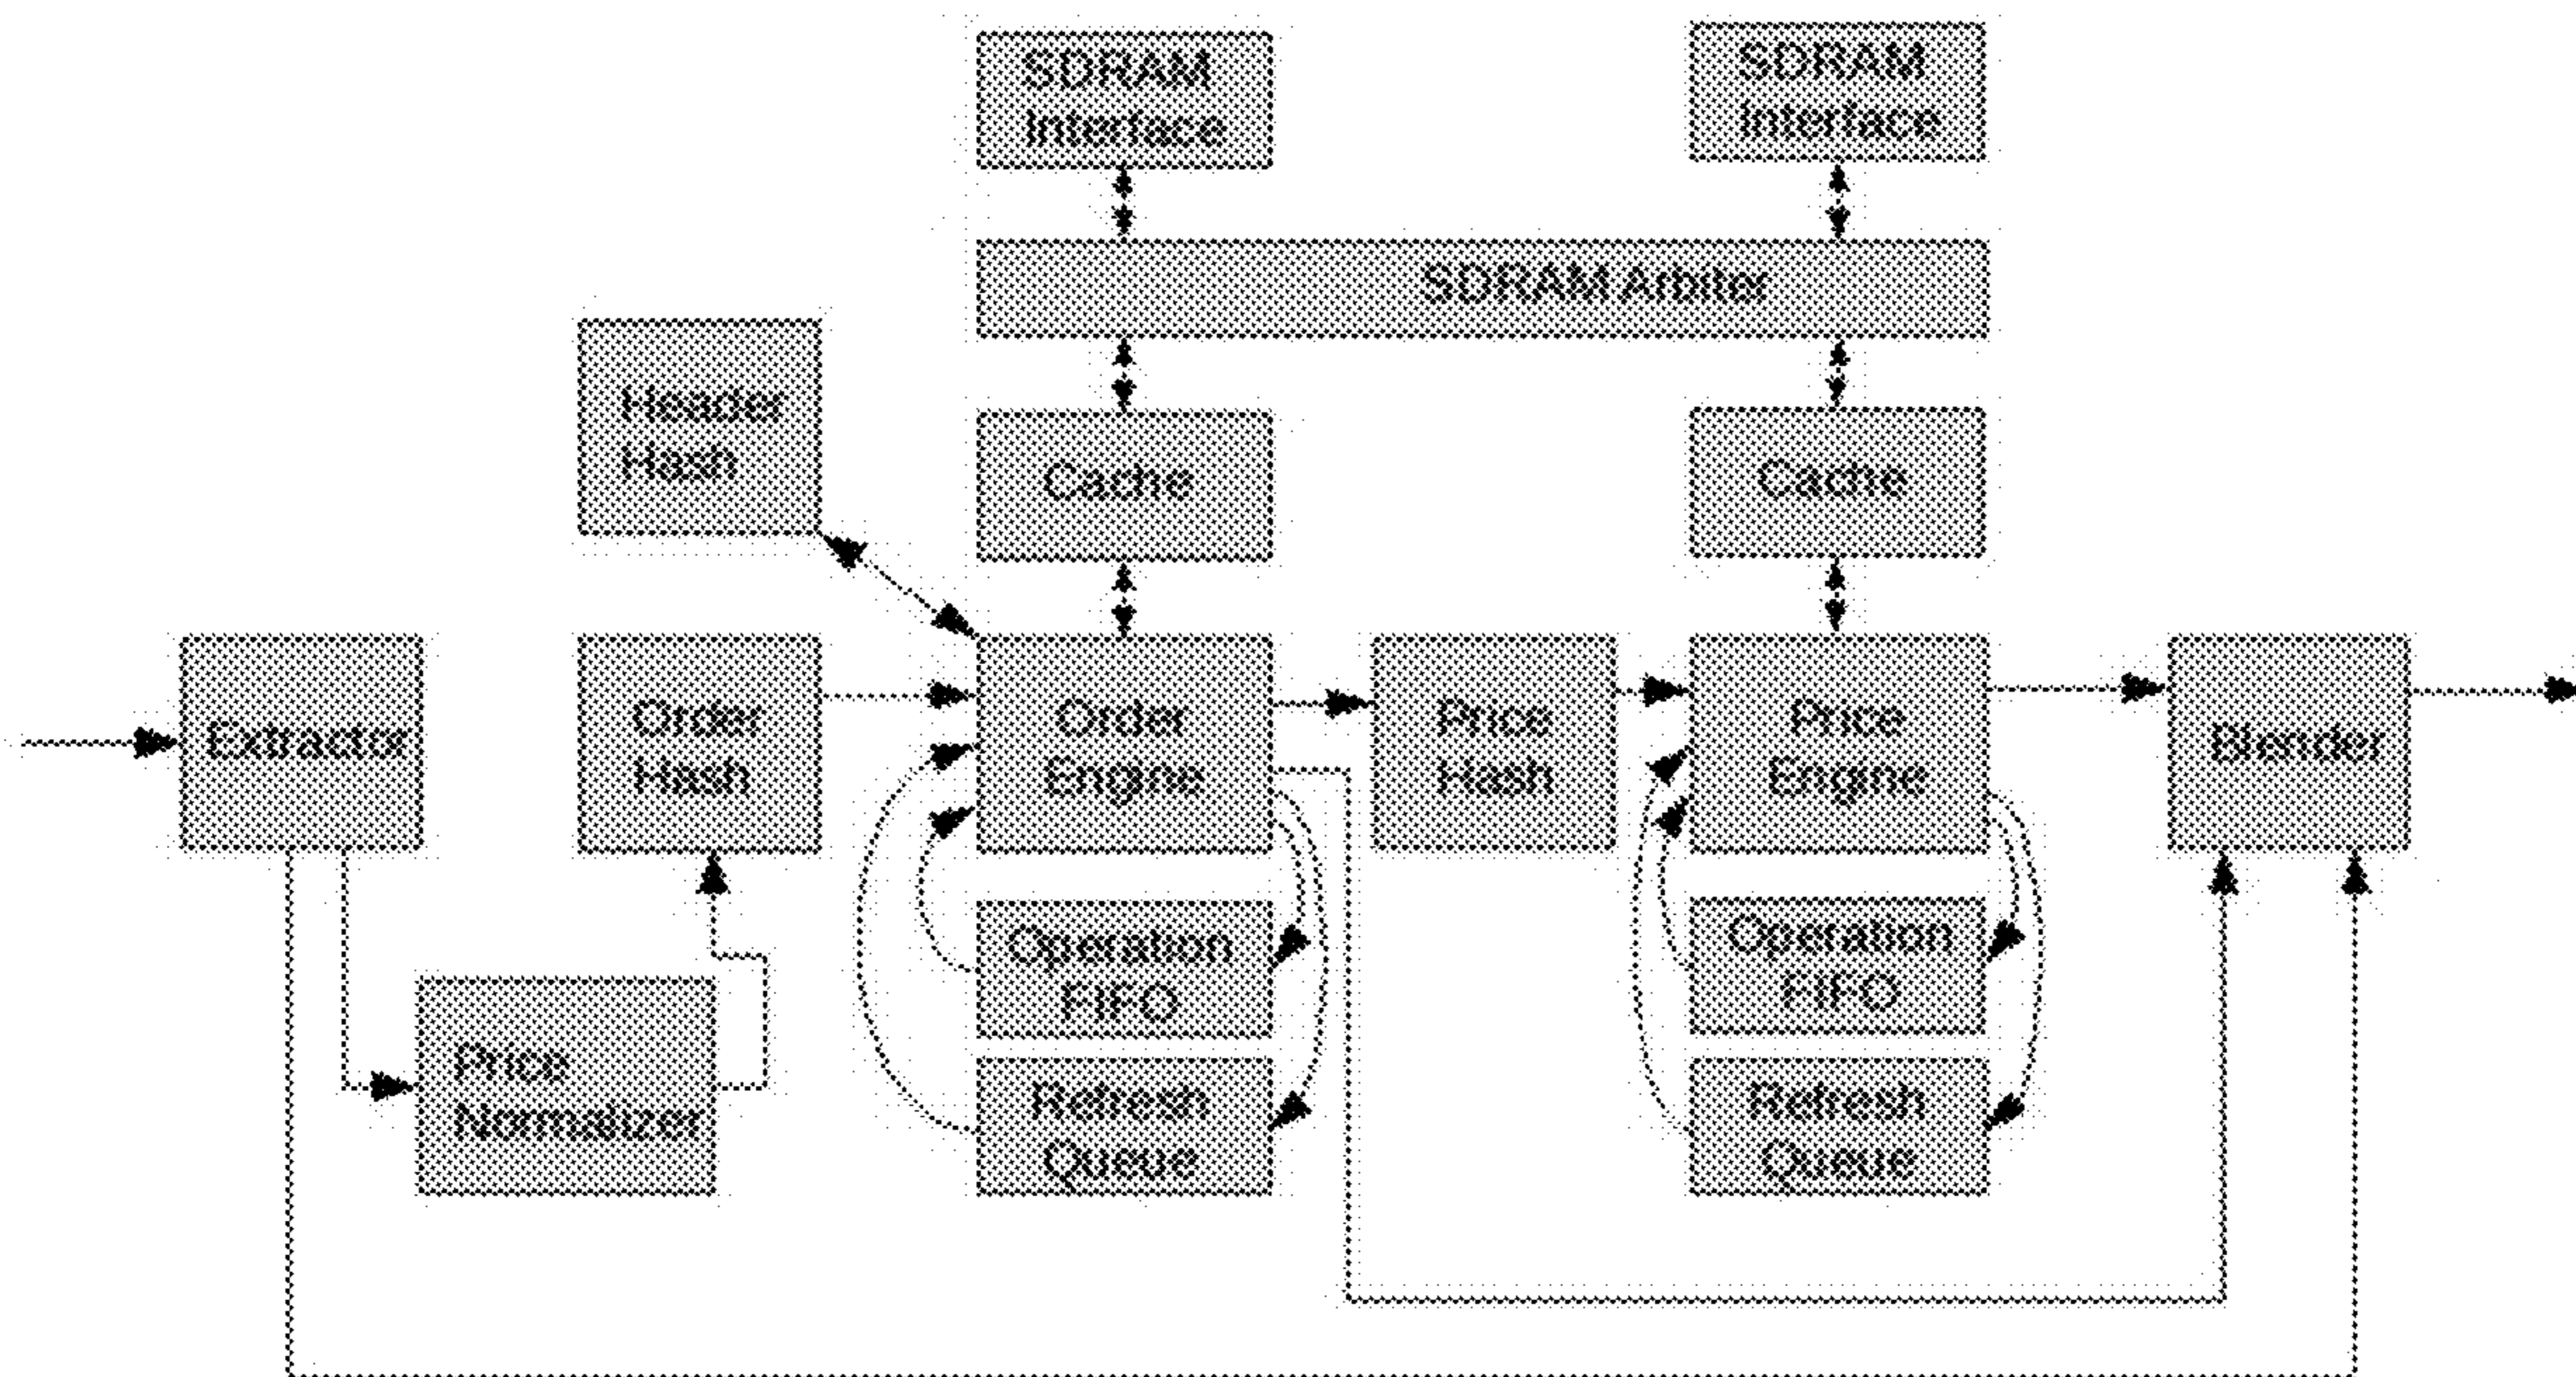 SDRAM
Interface
SDRAM
Interface
SDRAM Arbiter
Header
Hash
Cache
Cache
Extractor
Order
Hash
Order
Engine
Price
Hash
Price
Engine
Blender
Operation
FIFO
Operation
FIFO
Price
Normalizer
Refresh
Queue
Refresh
Queue